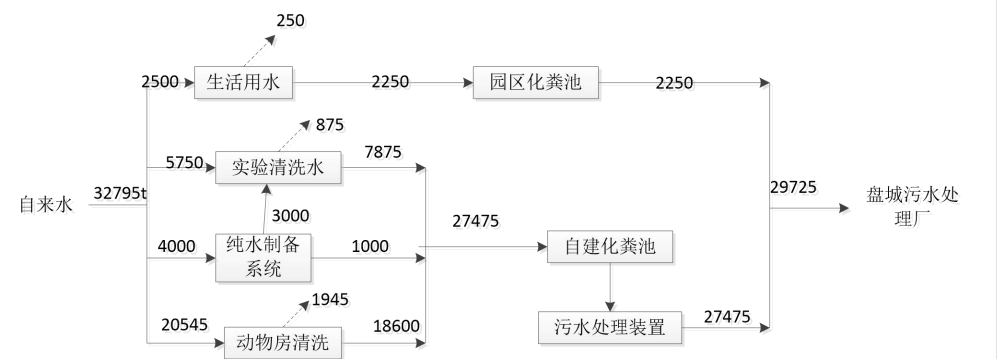 250
2500
生活用水
2250
园区化粪池
2250
875
5750
实验清洗水
7875
自来水
32795t
3000
4000
纯水制备
系统
1000
27475
自建化粪池
29725
盘城污水处
理厂
1945
20545
动物房清洗
18600
污水处理装置
27475